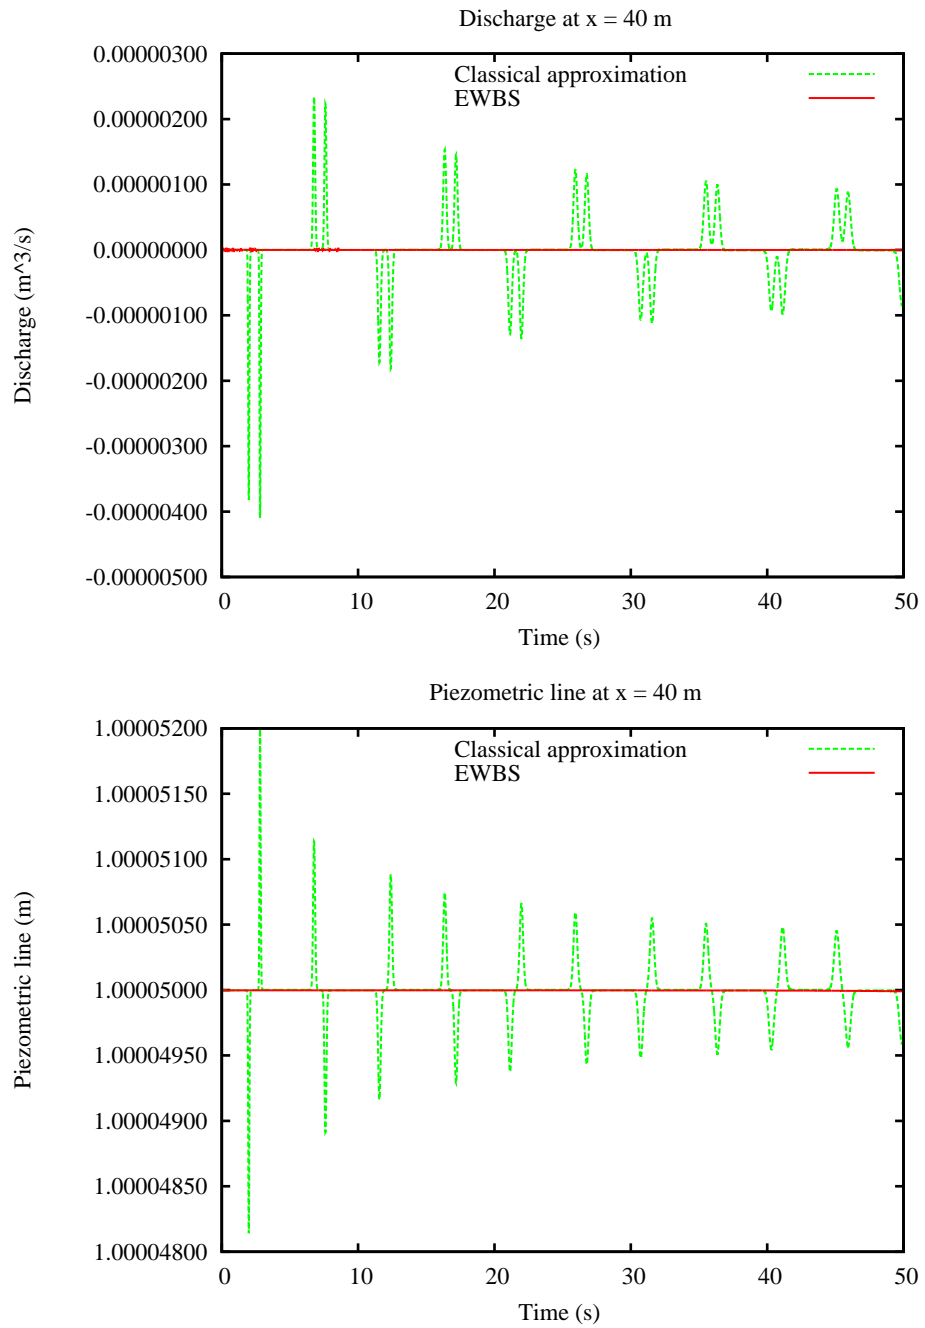 Discharge at x = 40 m
0.00000300
Classical approximation
EWBS
0.00000200
0.00000100
0.00000000
-0.00000100
-0.00000200
-0.00000300
-0.00000400
-0.00000500
Discharge (m^3/s)
0 10 20 30 40 50
Time (s)
Piezometric line at x = 40 m
1.00005200
Classical approximation
EWBS
1.00005150
1.00005100
1.00005050
1.00005000
1.00004950
1.00004900
1.00004850
1.00004800
Piezometric line (m)
0 10 20 30 40 50
Time (s)